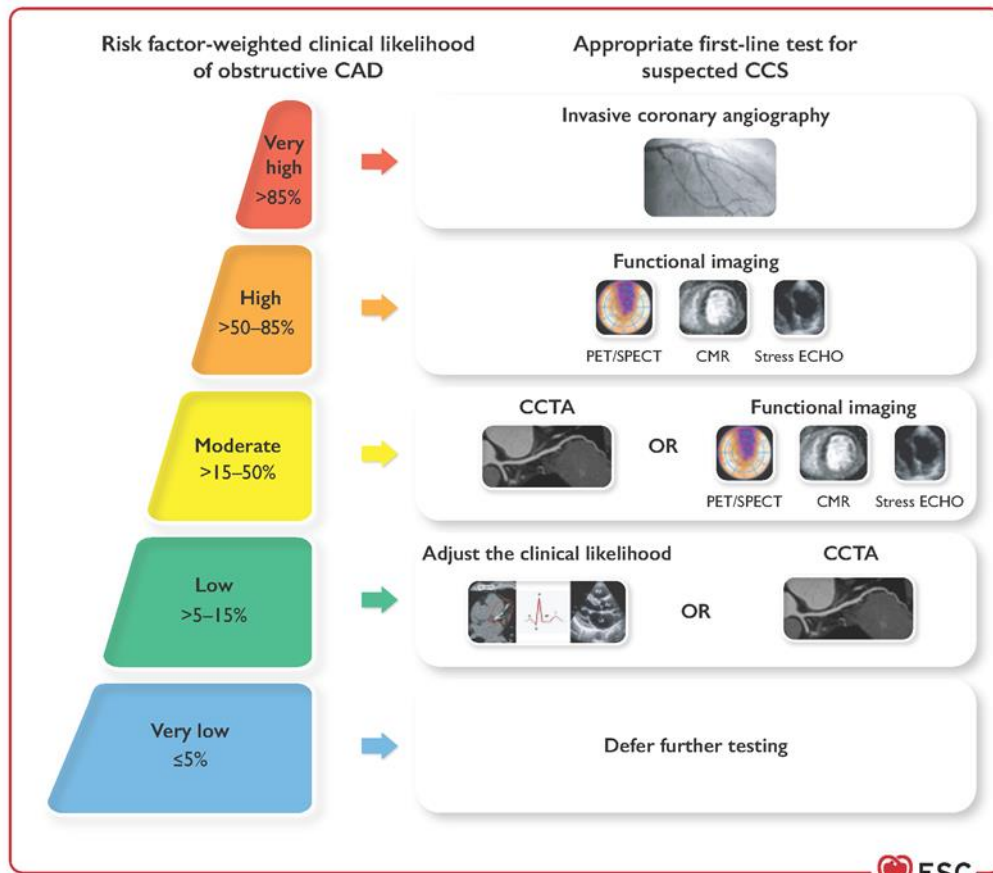 Risk factor-weighted clinical likelihood
of obstructive CAD
Appropriate first-line test for
suspected CCS
Very
high
>85%
Invasive coronary angiography
High
>50–85%
Functional imaging
PET/SPECT
CMR
Stress ECHO
Moderate
>15–50%
CCTA
OR
Functional imaging
PET/SPECT
CMR
Stress ECHO
Low
>5–15%
Adjust the clinical likelihood
OR
CCTA
Very low
≤5%
Defer further testing
ESC